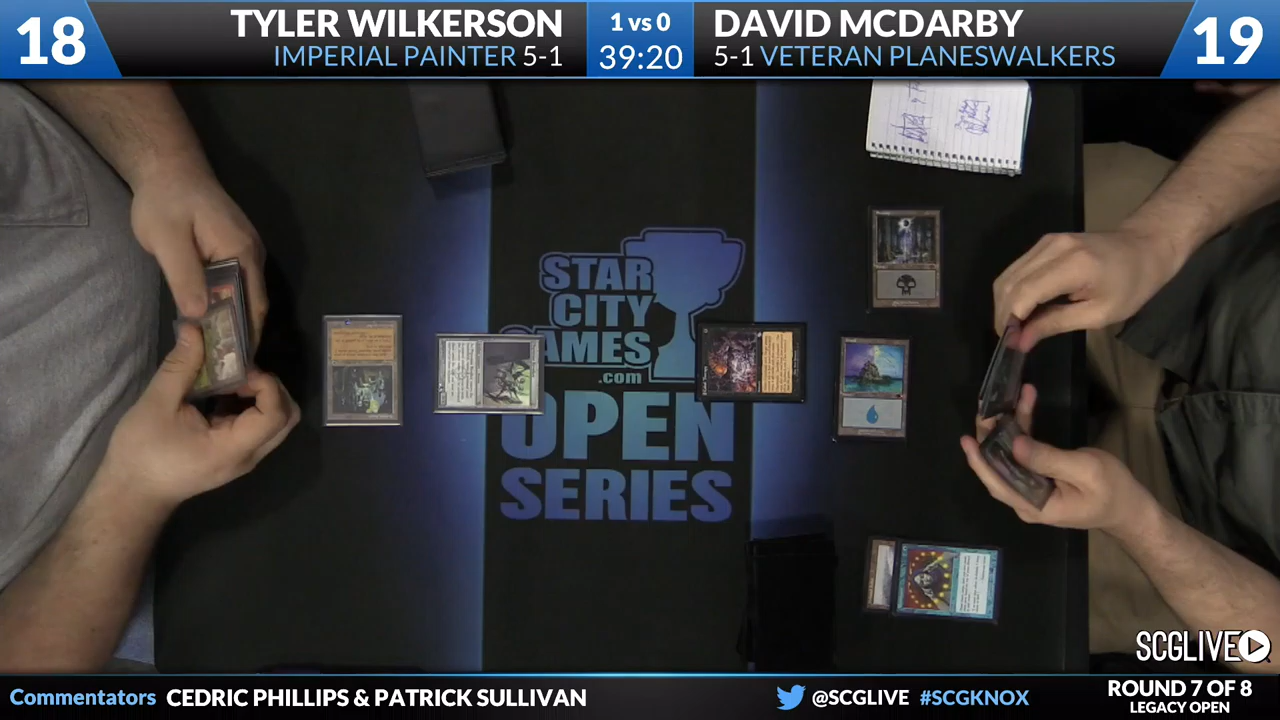 18
TYLER WILKERSON
IMPERIAL PAINTER 5-1
1 vs 0
39:20
DAVID MCDARBY
5-1 VETERAN PLANESWALKERS
19
STAR
CITY
GAMES
.com
OPEN
SERIES
SCGLIVE
Commentators CEDRIC PHILLIPS & PATRICK SULLIVAN
@SCGLIVE #SCGKNOX
ROUND 7 OF 8
LEGACY OPEN